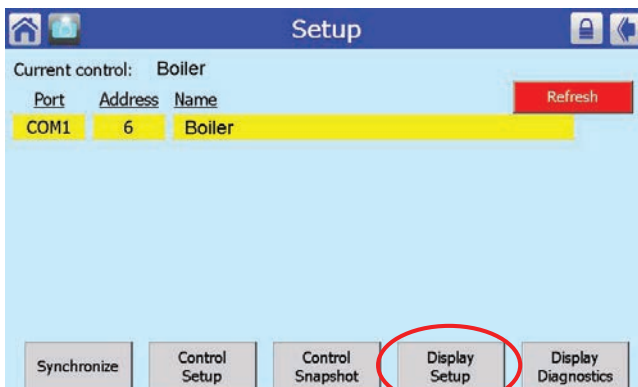 Setup
Current control: Boiler
Port Address Name
Refresh
COM1 6 Boiler
Synchronize
Control
Setup
Control
Snapshot
Display
Setup
Display
Diagnostics